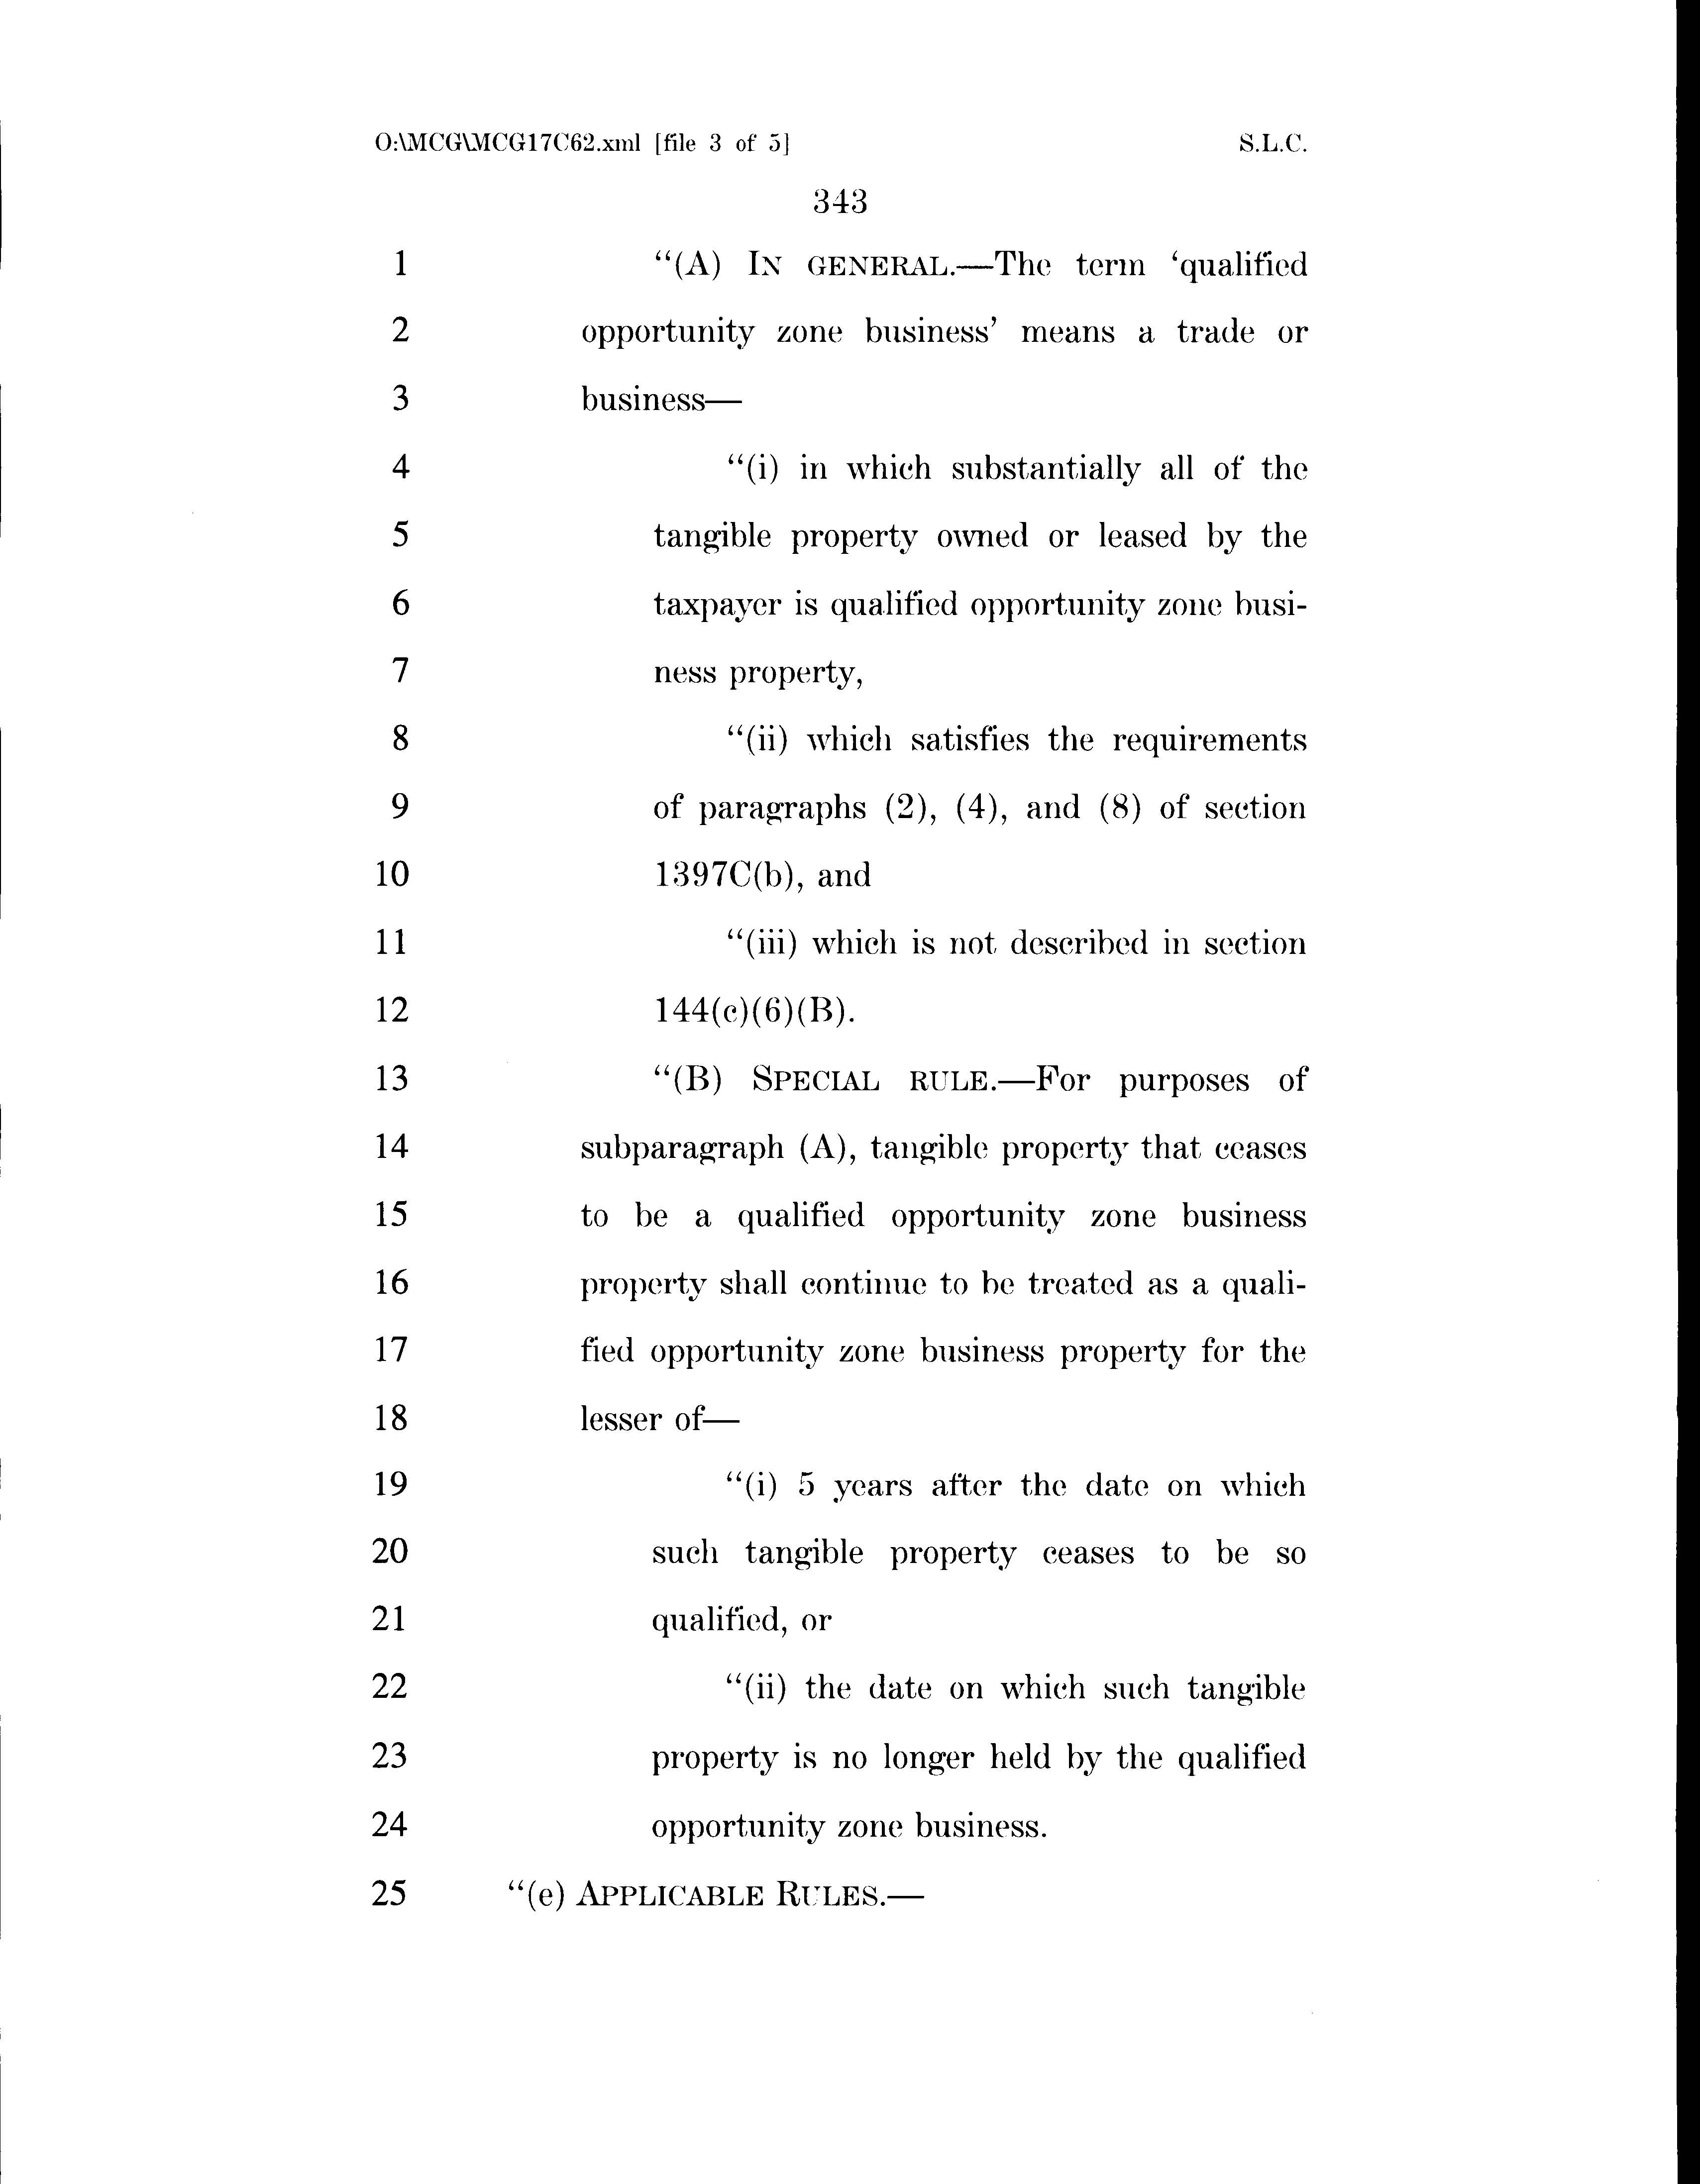 O:\MCG\MCG17C62.xml [file 3 of 5] S.L.C.
343
1 “(A) IN GENERAL.—The term ‘qualified
2 opportunity zone business’ means a trade or
3 business—
4 “(i) in which substantially all of the
5 tangible property owned or leased by the
6 taxpayer is qualified opportunity zone busi-
7 ness property,
8 “(ii) which satisfies the requirements
9 of paragraphs (2), (4), and (8) of section
10 1397C(b), and
11 “(iii) which is not described in section
12 144(c)(6)(B).
13 “(B) SPECIAL RULE.—For purposes of
14 subparagraph (A), tangible property that ceases
15 to be a qualified opportunity zone business
16 property shall continue to be treated as a quali-
17 fied opportunity zone business property for the
18 lesser of—
19 “(i) 5 years after the date on which
20 such tangible property ceases to be so
21 qualified, or
22 “(ii) the date on which such tangible
23 property is no longer held by the qualified
24 opportunity zone business.
25 “(e) APPLICABLE RULES.—